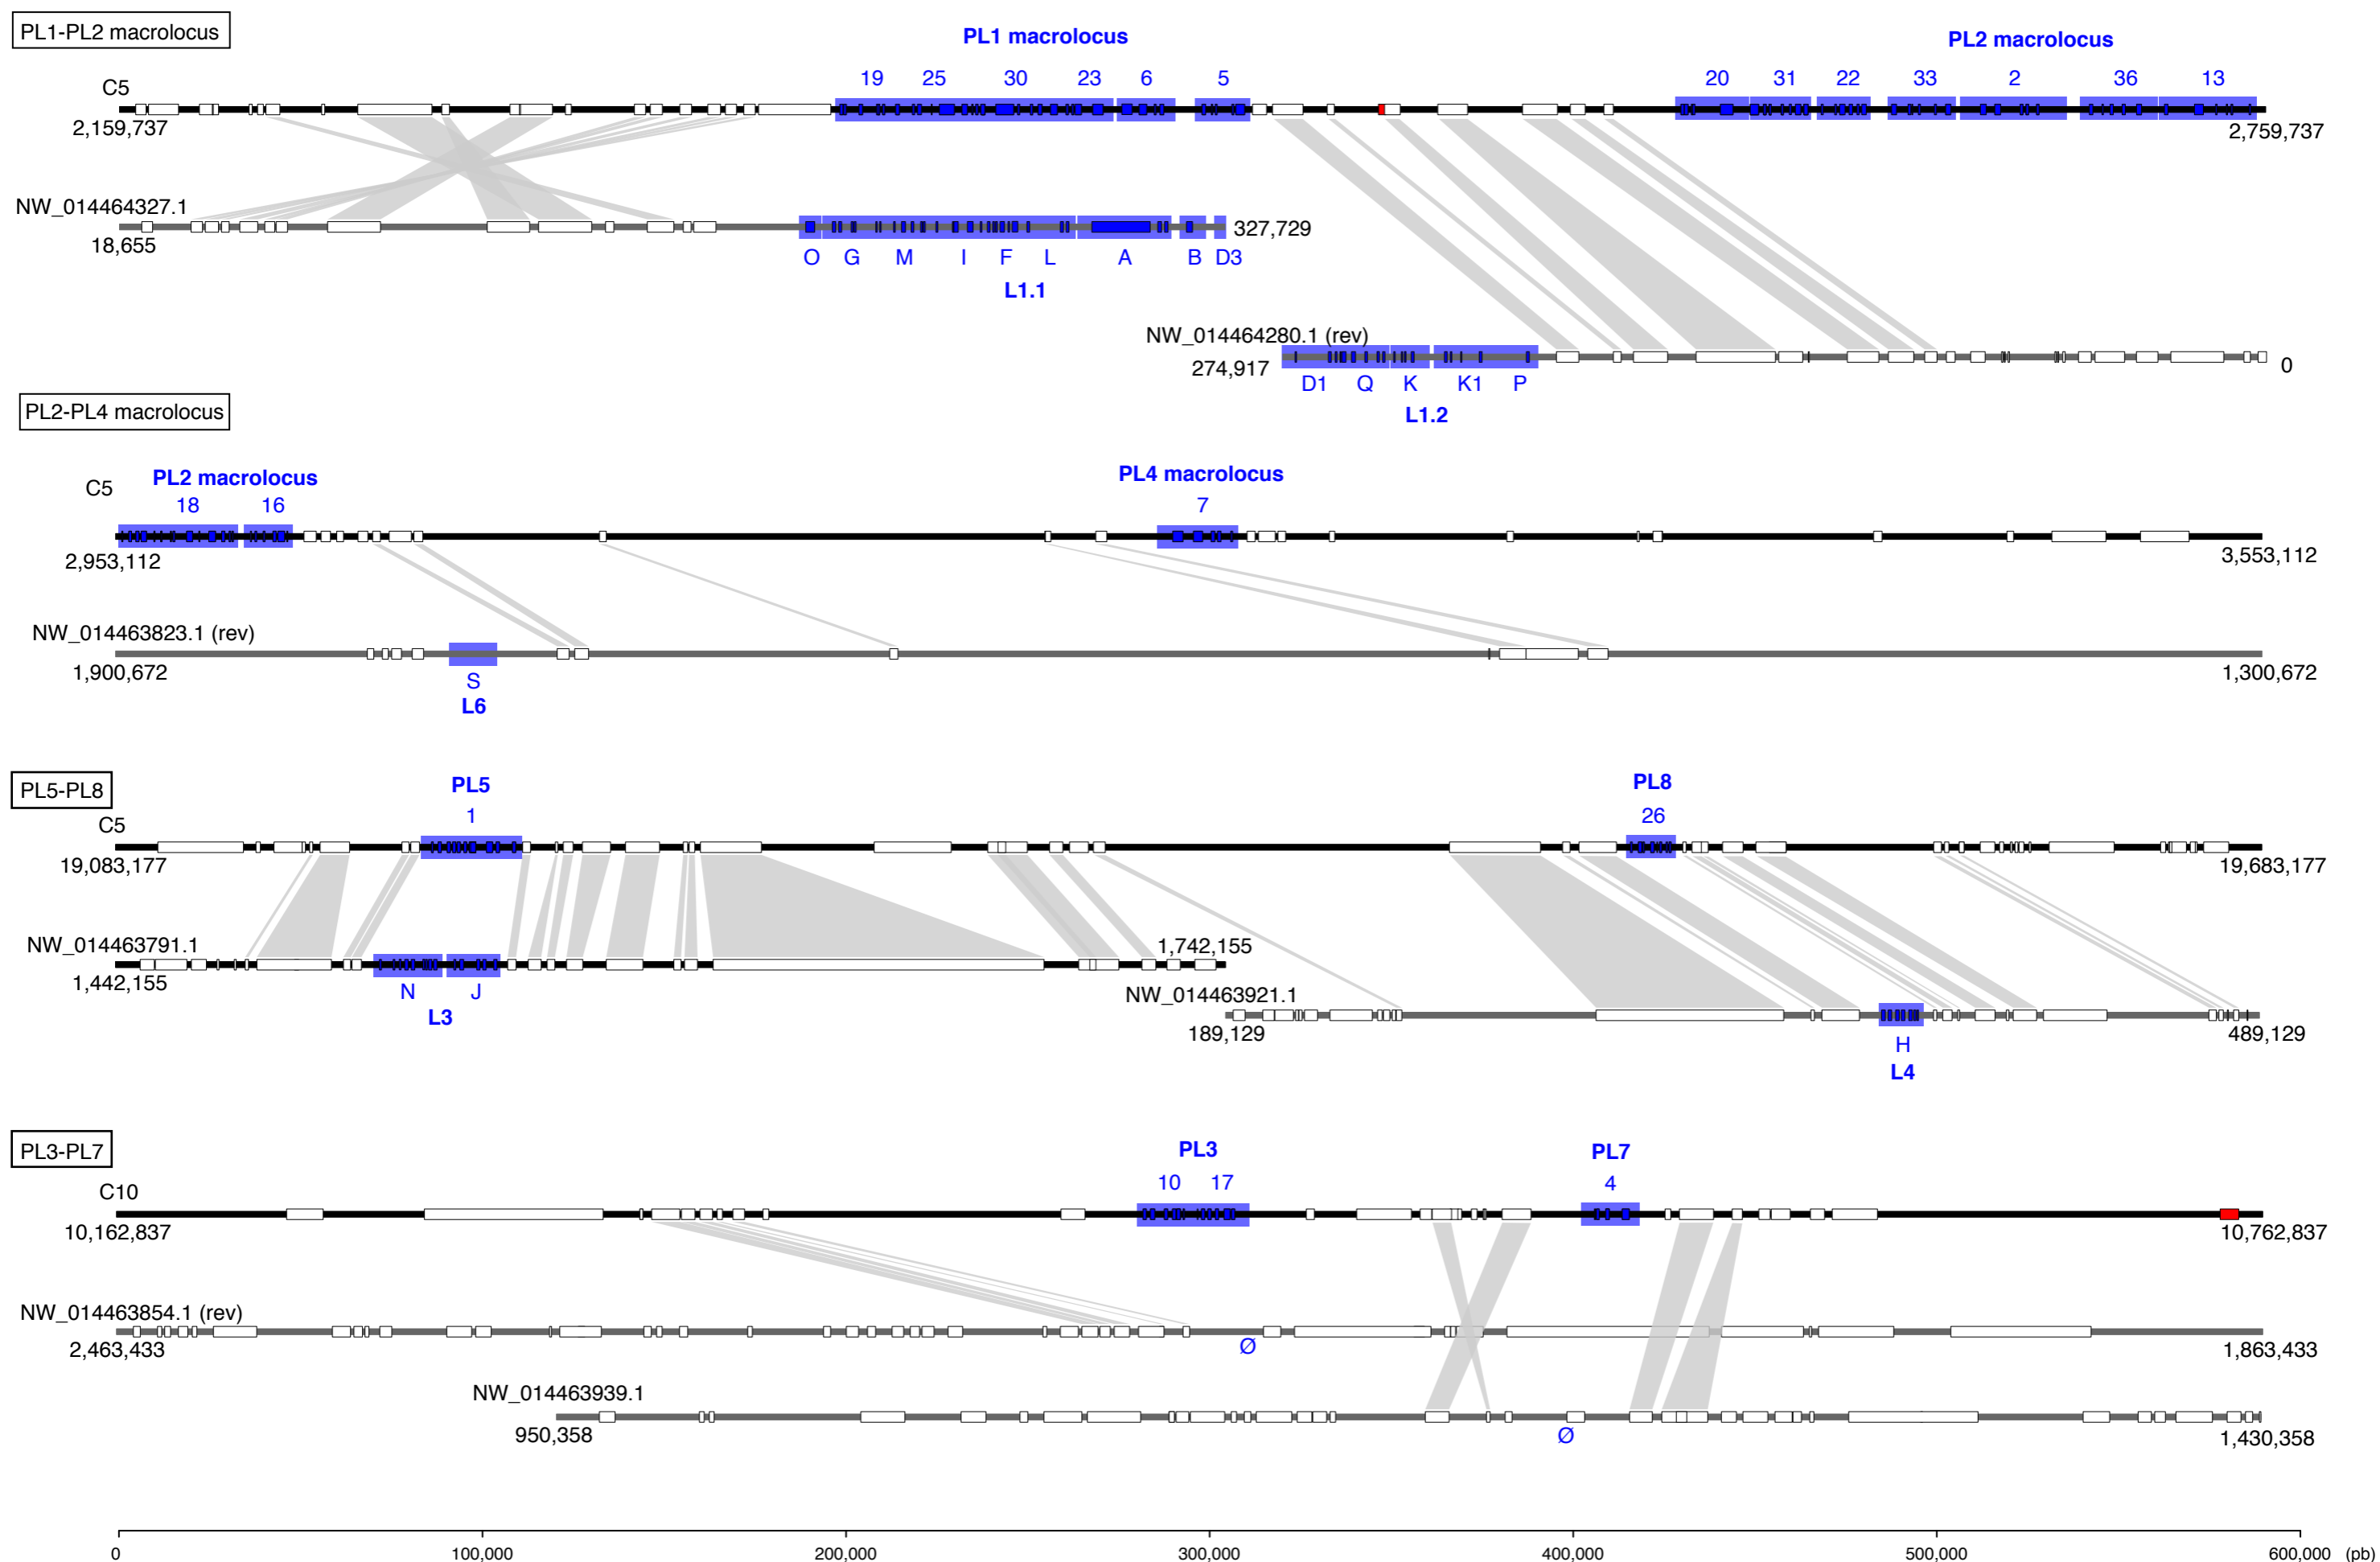 PL1-PL2 macrolocus
PL1 macrolocus
PL2 macrolocus
C5
19 25 30 23 6 5 20 31 22 33 2 36 13
2,159,737
2,759,737
NW_014464327.1
18,655
327,729
O G M I F L A B D3
L1.1
NW_014464280.1 (rev)
274,917
0
D1 Q K K1 P
L1.2
PL2-PL4 macrolocus
PL2 macrolocus
PL4 macrolocus
C5
18 16 7
2,953,112
3,553,112
NW_014463823.1 (rev)
1,900,672
1,300,672
S
L6
PL5-PL8
PL5
PL8
1 26
C5
19,083,177
19,683,177
NW_014463791.1
1,742,155
1,442,155
N J
L3
NW_014463921.1
189,129
489,129
H
L4
PL3-PL7
PL3
PL7
10 17 4
C10
10,162,837
10,762,837
NW_014463854.1 (rev)
2,463,433
Ø
1,863,433
NW_014463939.1
950,358
Ø
1,430,358
0 100,000 200,000 300,000 400,000 500,000 600,000 (pb)